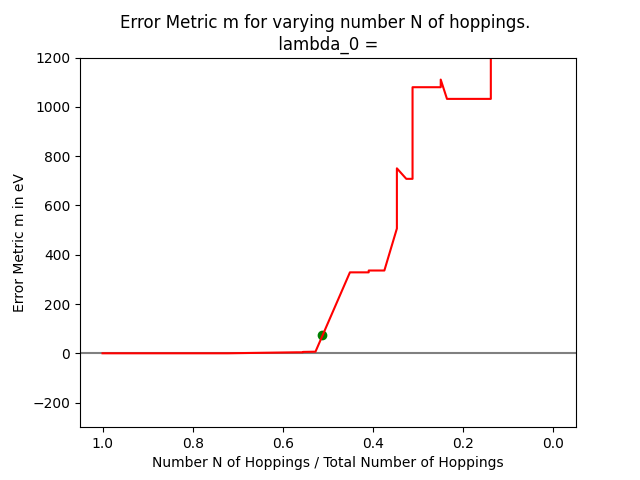 Error Metric m for varying number N of hoppings.
lambda_0 =
1200
1000
800
600
400
200
0
−200
Error Metric m in eV
1.0 0.8 0.6 0.4 0.2 0.0
Number N of Hoppings / Total Number of Hoppings